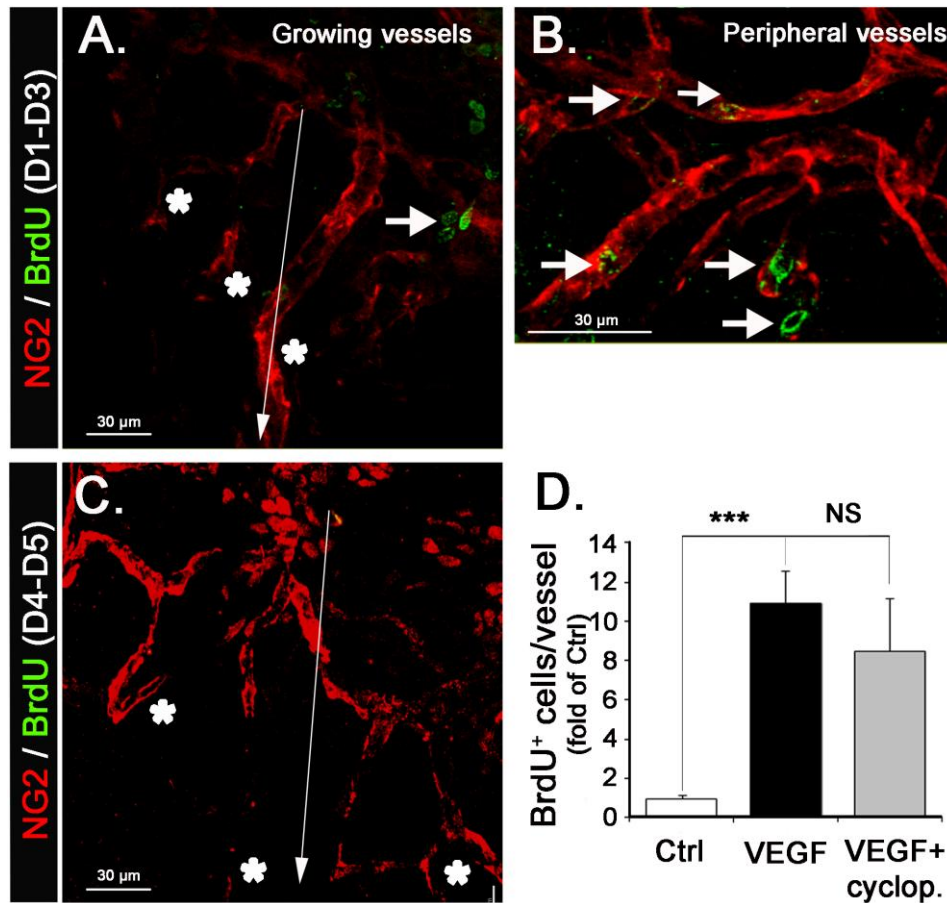 NG2 / BrdU (D1-D3)
A.
Growing vessels
30 µm
B.
Peripheral vessels
30 µm
NG2 / BrdU (D4-D5)
C.
30 µm
D.
*** NS
BrdU⁺ cells/vessel
(fold of Ctrl)
14
12
10
8
6
4
2
0
Ctrl VEGF VEGF+
cyclop.